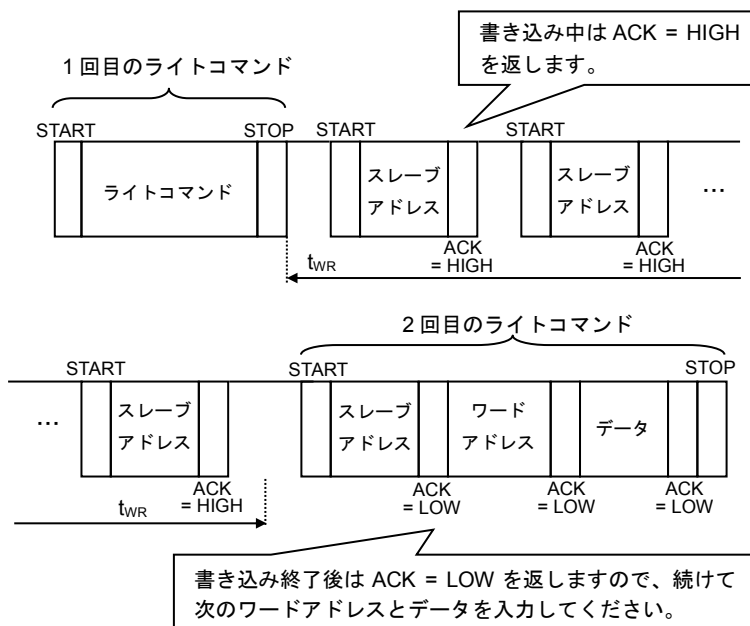 書き込み中は ACK = HIGH
を返します。
1 回目のライトコマンド
START STOP START START
ライトコマンド
スレーブ
アドレス
スレーブ
アドレス
…
ACK
= HIGH
ACK
= HIGH
tWR
2 回目のライトコマンド
START START STOP
…
スレーブ
アドレス
スレーブ
アドレス
ワード
アドレス
データ
ACK
= HIGH
ACK
= LOW
ACK
= LOW
ACK
= LOW
tWR
書き込み終了後は ACK = LOW を返しますので、続けて
次のワードアドレスとデータを入力してください。